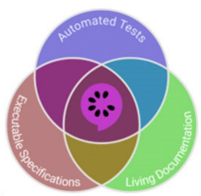 Automated Tests
Executable Specifications
Living Documentation